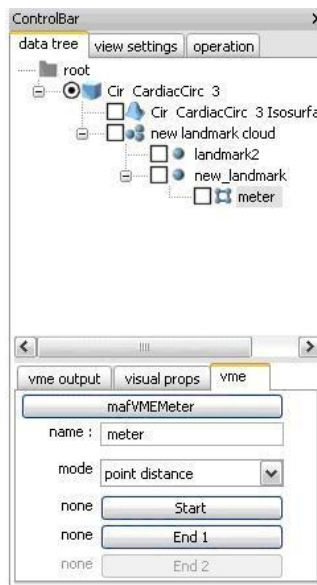 ControlBar
data tree view settings operation
root
Cir CardiacCirc 3
Cir CardiacCirc 3 Isosurfa
new landmark cloud
landmark2
new_landmark
meter
vme output visual props vme
mafVMEMeter
name : meter
mode point distance
none Start
none End 1
none End 2